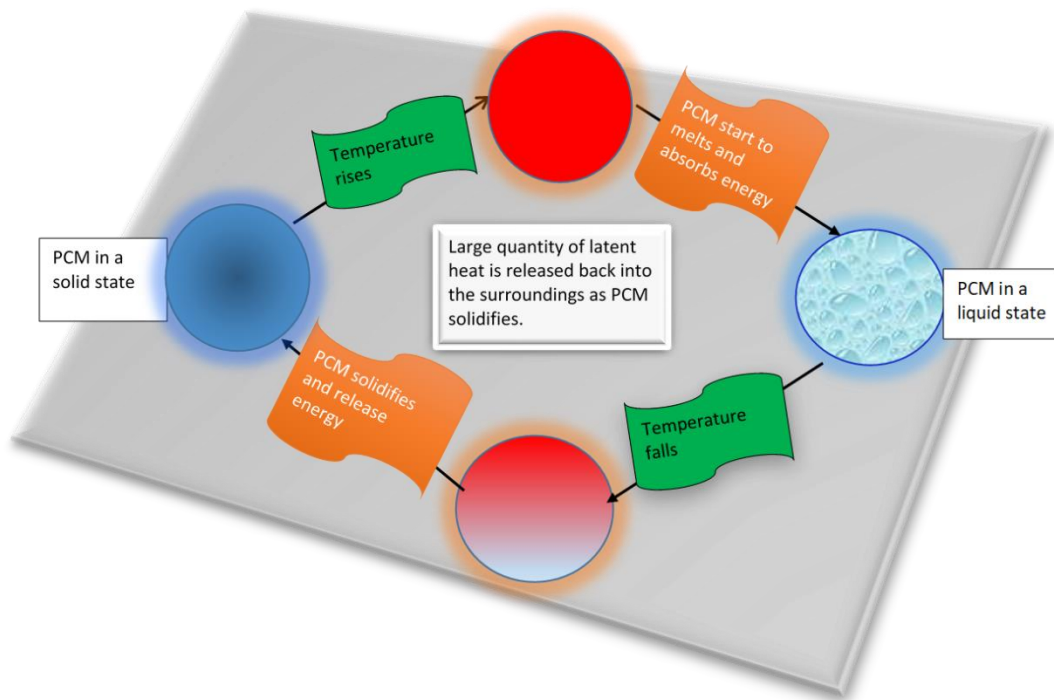 PCM in a
solid state
Temperature
rises
PCM start to
melts and
absorbs energy
Large quantity of latent
heat is released back into
the surroundings as PCM
solidifies.
PCM in a
liquid state
Temperature
falls
PCM solidifies
and release
energy